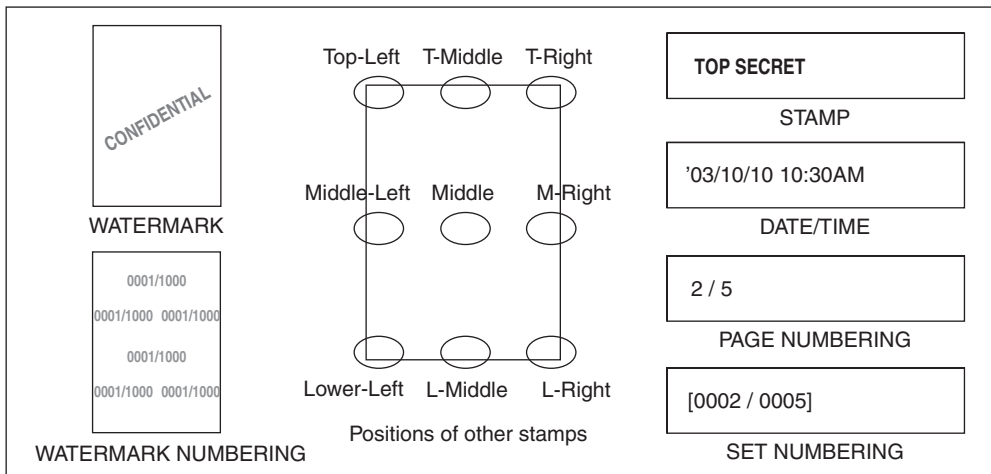 CONFIDENTIAL
WATERMARK
0001/1000
0001/1000 0001/1000
0001/1000
0001/1000 0001/1000
WATERMARK NUMBERING
Top-Left T-Middle T-Right
Middle-Left Middle M-Right
Lower-Left L-Middle L-Right
Positions of other stamps
TOP SECRET
STAMP
'03/10/10 10:30AM
DATE/TIME
2 / 5
PAGE NUMBERING
[0002 / 0005]
SET NUMBERING